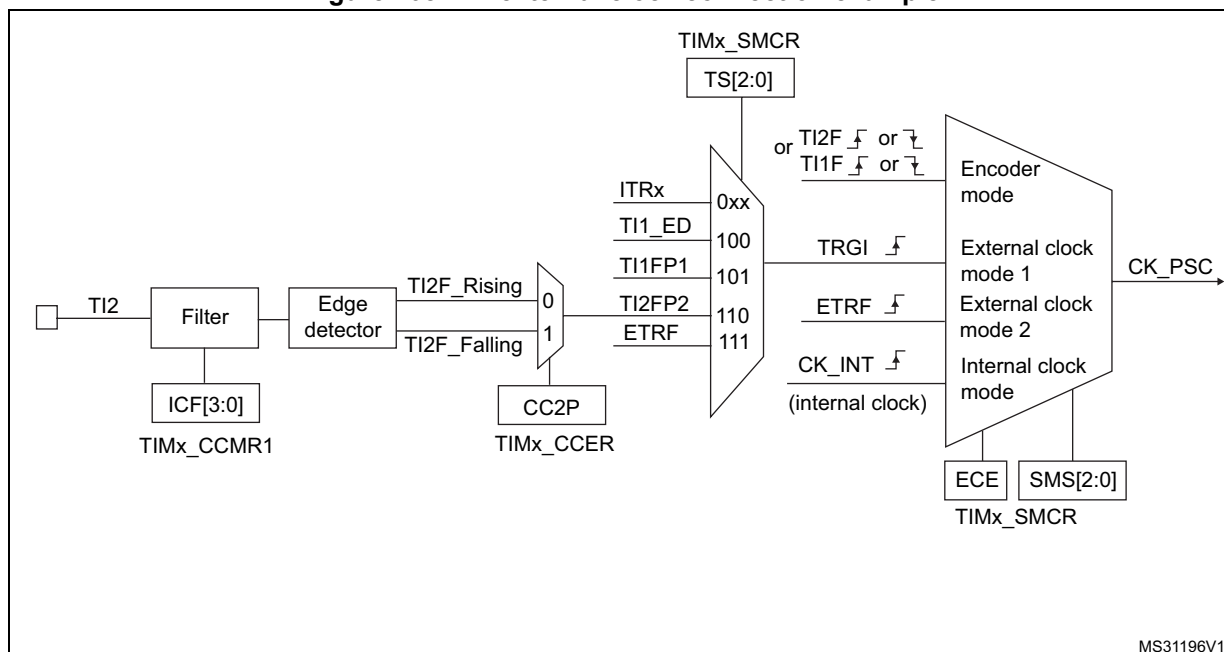 TIMx_SMCR
TS[2:0]
or TI2F or
TI1F or
Encoder
mode
ITRx
0xx
TI1_ED
100
TRGI
External clock
mode 1
CK_PSC
TI1FP1
101
TI2F_Rising
0
TI2
Filter
Edge
detector
TI2FP2
110
ETRF
External clock
mode 2
1
ETRF
111
TI2F_Falling
CK_INT
Internal clock
mode
(internal clock)
ICF[3:0]
CC2P
TIMx_CCMR1
TIMx_CCER
ECE
SMS[2:0]
TIMx_SMCR
MS31196V1